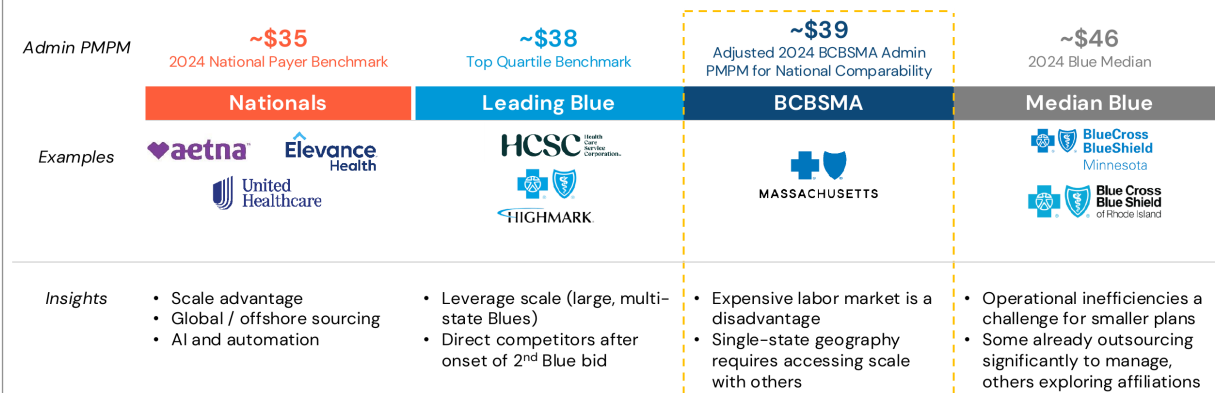 Admin PMPM
~$35
2024 National Payer Benchmark
~$38
Top Quartile Benchmark
~$39
Adjusted 2024 BCBSMA Admin
PMPM for National Comparability
~$46
2024 Blue Median
Nationals
Leading Blue
BCBSMA
Median Blue
Examples
aetna™
Elevance
Health
United
Healthcare
HCSC
Health
Care
Service
Corporation
HIGHMARK
MASSACHUSETTS
BlueCross
BlueShield
Minnesota
Blue Cross
Blue Shield
of Rhode Island
Insights
• Scale advantage
• Global / offshore sourcing
• AI and automation
• Leverage scale (large, multi-
state Blues)
• Direct competitors after
onset of 2nd Blue bid
• Expensive labor market is a
disadvantage
• Single-state geography
requires accessing scale
with others
• Operational inefficiencies a
challenge for smaller plans
• Some already outsourcing
significantly to manage,
others exploring affiliations